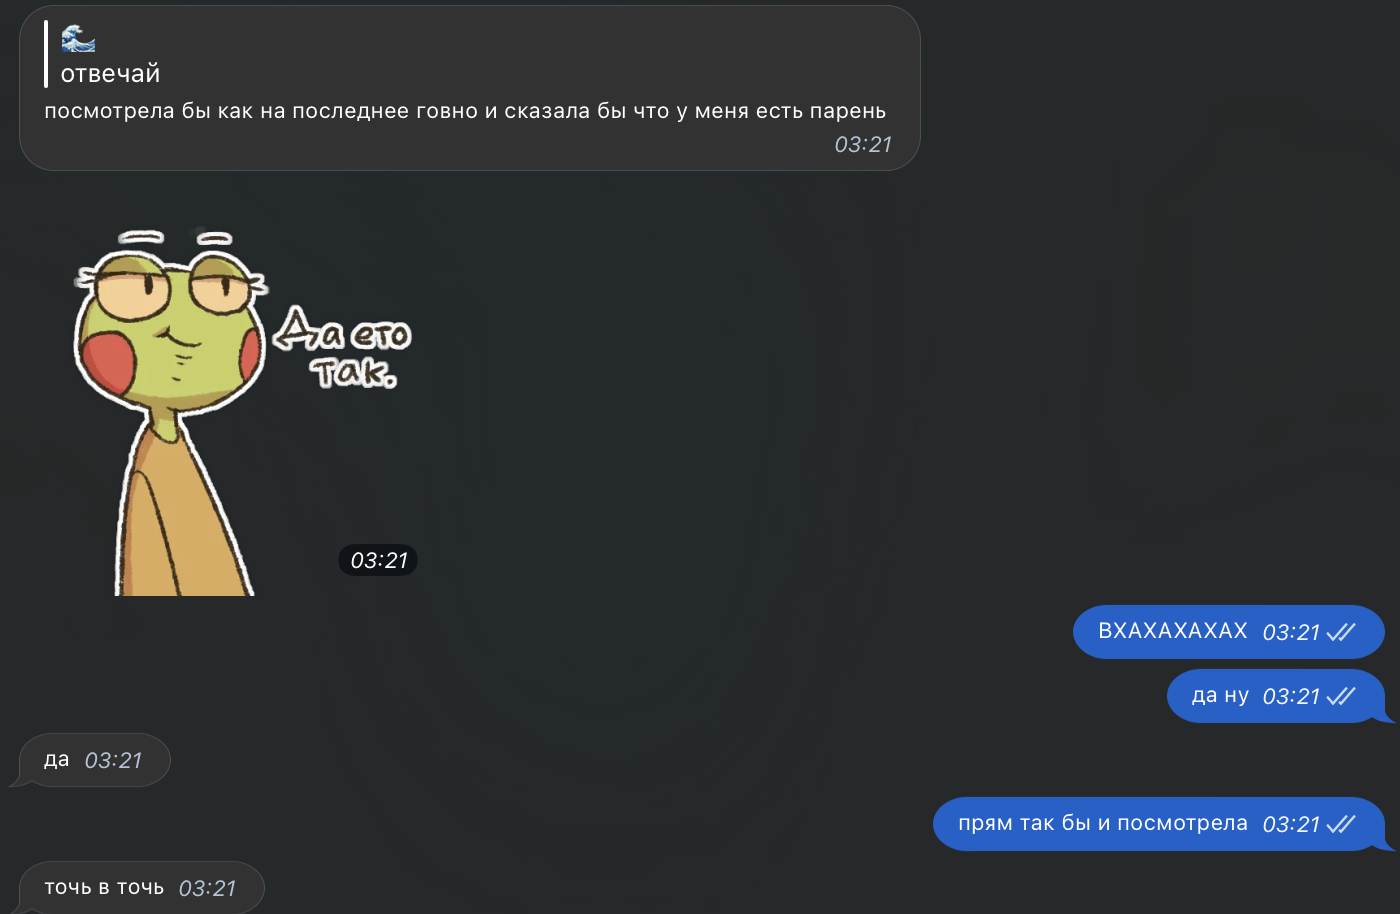 🌊
отвечай
посмотрела бы как на последнее говно и сказала бы что у меня есть парень
03:21
Да ето
так.
03:21
ВХАХАХАХАХ 03:21
да ну 03:21
да 03:21
прям так бы и посмотрела 03:21
точь в точь 03:21